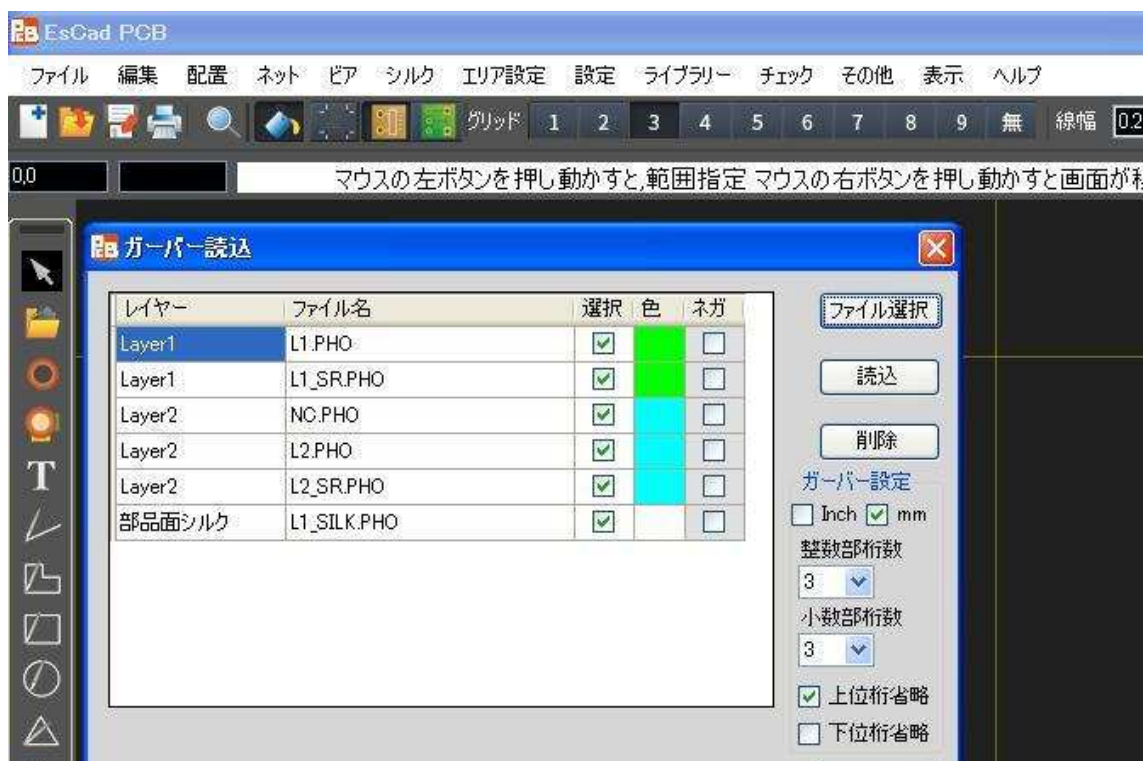 EsCad PCB
ファイル 編集 配置 ネット ビア シルク エリア設定 設定 ライブラリー チェック その他 表示 ヘルプ
グリッド 1 2 3 4 5 6 7 8 9 無 線幅 0.2
0,0 マウスの左ボタンを押し動かすと,範囲指定 マウスの右ボタンを押し動かすと画面が
ガーバー読込
レイヤー ファイル名 選択 色 ネガ ファイル選択
Layer1 L1.PHO
Layer1 L1_SR.PHO 読込
Layer2 NC.PHO
Layer2 L2.PHO 削除
Layer2 L2_SR.PHO ガーバー設定
部品面シルク L1_SILK.PHO Inch mm
整数部桁数
3
小数部桁数
3
上位桁省略
下位桁省略
T